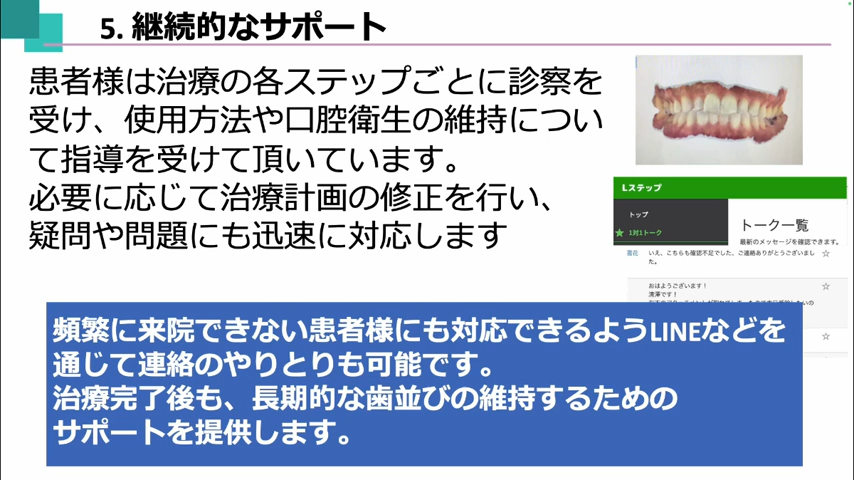 5. 継続的なサポート
患者様は治療の各ステップごとに診察を
受け、使用方法や口腔衛生の維持につい
て指導を受けて頂いています。
必要に応じて治療計画の修正を行い、
疑問や問題にも迅速に対応します
Lステップ
トップ
1対1トーク
トーク一覧
最新のメッセージを確認できます。
いえ、こちらも確認不足でした、ご連絡ありがとうございまし
た。
おはようございます！
頻繁に来院できない患者様にも対応できるようLINEなどを
通じて連絡のやりとりも可能です。
治療完了後も、長期的な歯並びの維持するための
サポートを提供します。